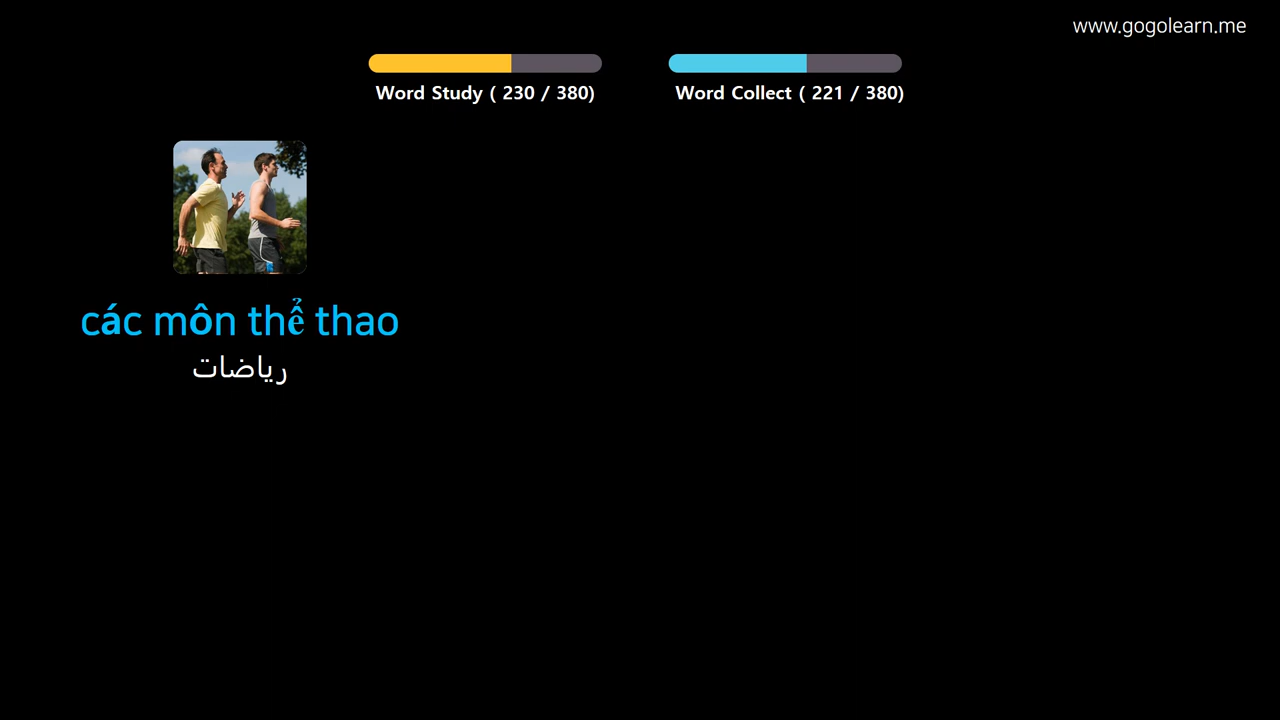 www.gogolearn.me
Word Study ( 230 / 380)
Word Collect ( 221 / 380)
các môn thể thao
رياضات